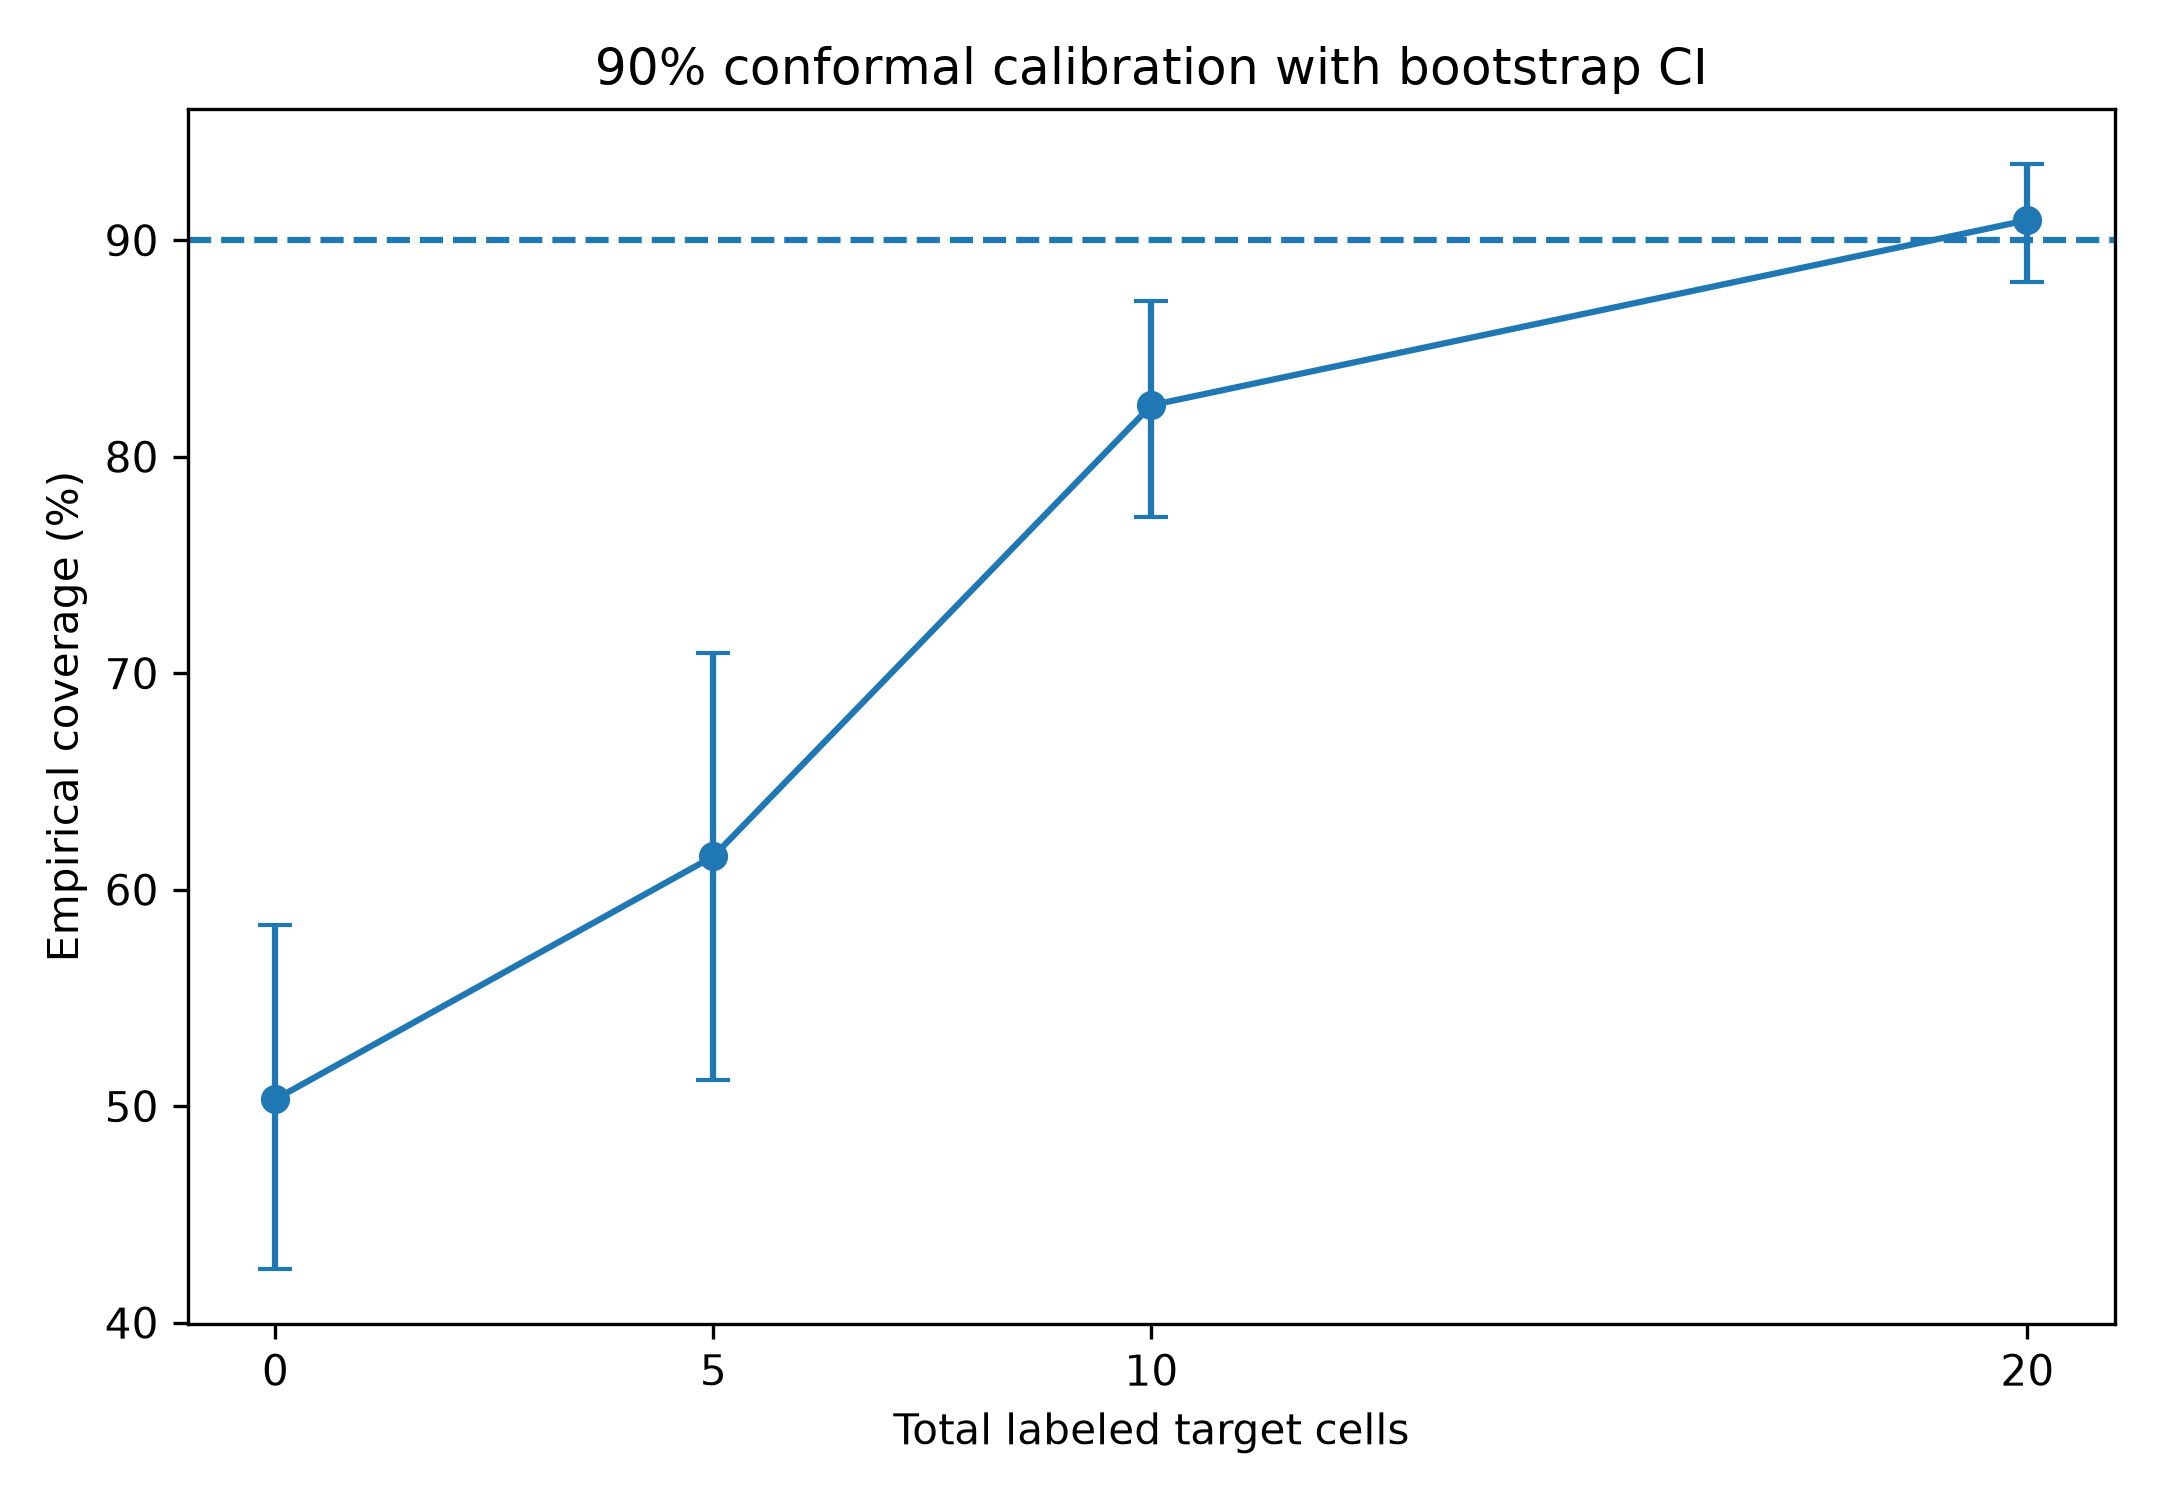 90% conformal calibration with bootstrap CI
Empirical coverage (%)
90
80
70
60
50
40
0 5 10 20
Total labeled target cells